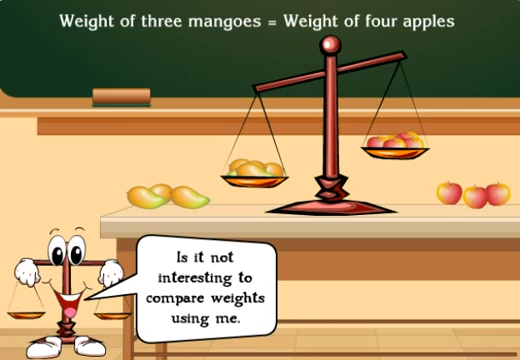 Weight of three mangoes = Weight of four apples
Is it not
interesting to
compare weights
using me.